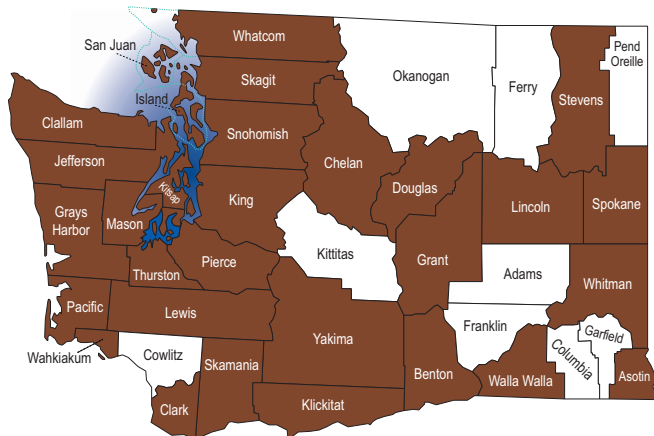 Whatcom
San Juan
Pend
Oreille
Okanogan
Ferry
Skagit
Stevens
Island
Clallam
Snohomish
Chelan
Jefferson
Douglas
Kitsap
King
Lincoln
Spokane
Grays
Harbor
Mason
Kittitas
Grant
Pierce
Adams
Thurston
Whitman
Pacific
Lewis
Franklin
Garfield
Yakima
Wahkiakum
Cowlitz
Columbia
Skamania
Benton
Asotin
Walla Walla
Klickitat
Clark